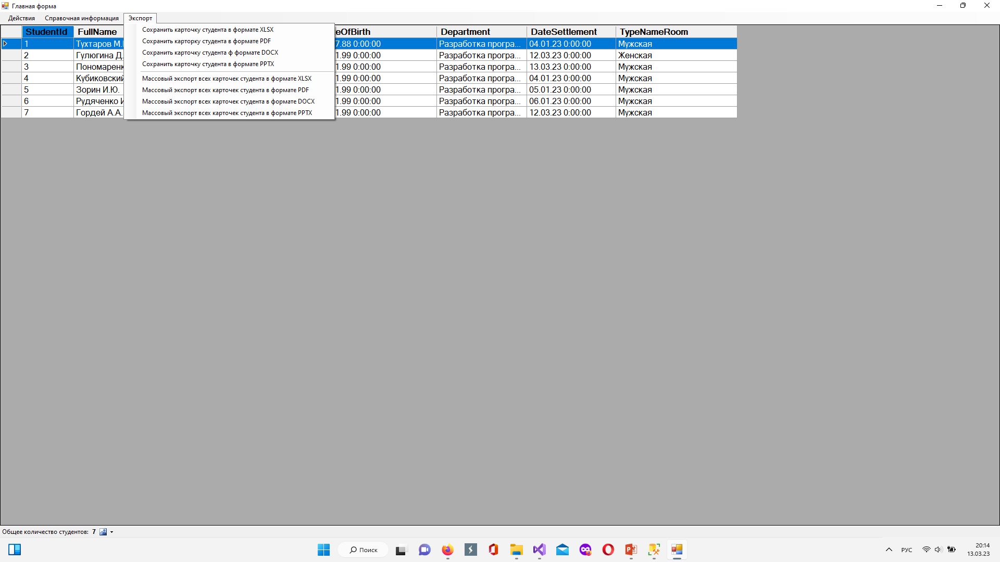 Главная форма
Действия Справочная информация Экспорт
Сохранить карточку студента в формате XLSX
Сохранить карторку студента в формате PDF
Сохранить карточку студента ф формате DOCX
Сохранить карточку студента в формате PPTX
Массовый экспорт всех карточек студента в формате XLSX
Массовый экспорт всех карточек студента в формате PDF
Массовый экспорт всех карточек студента в формате DOCX
Массовый экспорт всех карточек студента в формате PPTX
StudentId FullName eOfBirth Department DateSettlement TypeNameRoom
1 Тухтаров М. 7.88 0:00:00 Разработка програ... 04.01.23 0:00:00 Мужская
2 Гулюгина Д. 1.99 0:00:00 Разработка програ... 12.03.23 0:00:00 Женская
3 Пономаренк 1.99 0:00:00 Разработка програ... 13.03.23 0:00:00 Мужская
4 Кубиковский 1.99 0:00:00 Разработка програ... 04.01.23 0:00:00 Мужская
5 Зорин И.Ю. 1.99 0:00:00 Разработка програ... 05.01.23 0:00:00 Мужская
6 Рудяченко И 1.99 0:00:00 Разработка програ... 06.01.23 0:00:00 Мужская
7 Гордей А.А. 1.99 0:00:00 Разработка програ... 12.03.23 0:00:00 Мужская
Общее количество студентов: 7
Поиск
РУС
20:14
13.03.23